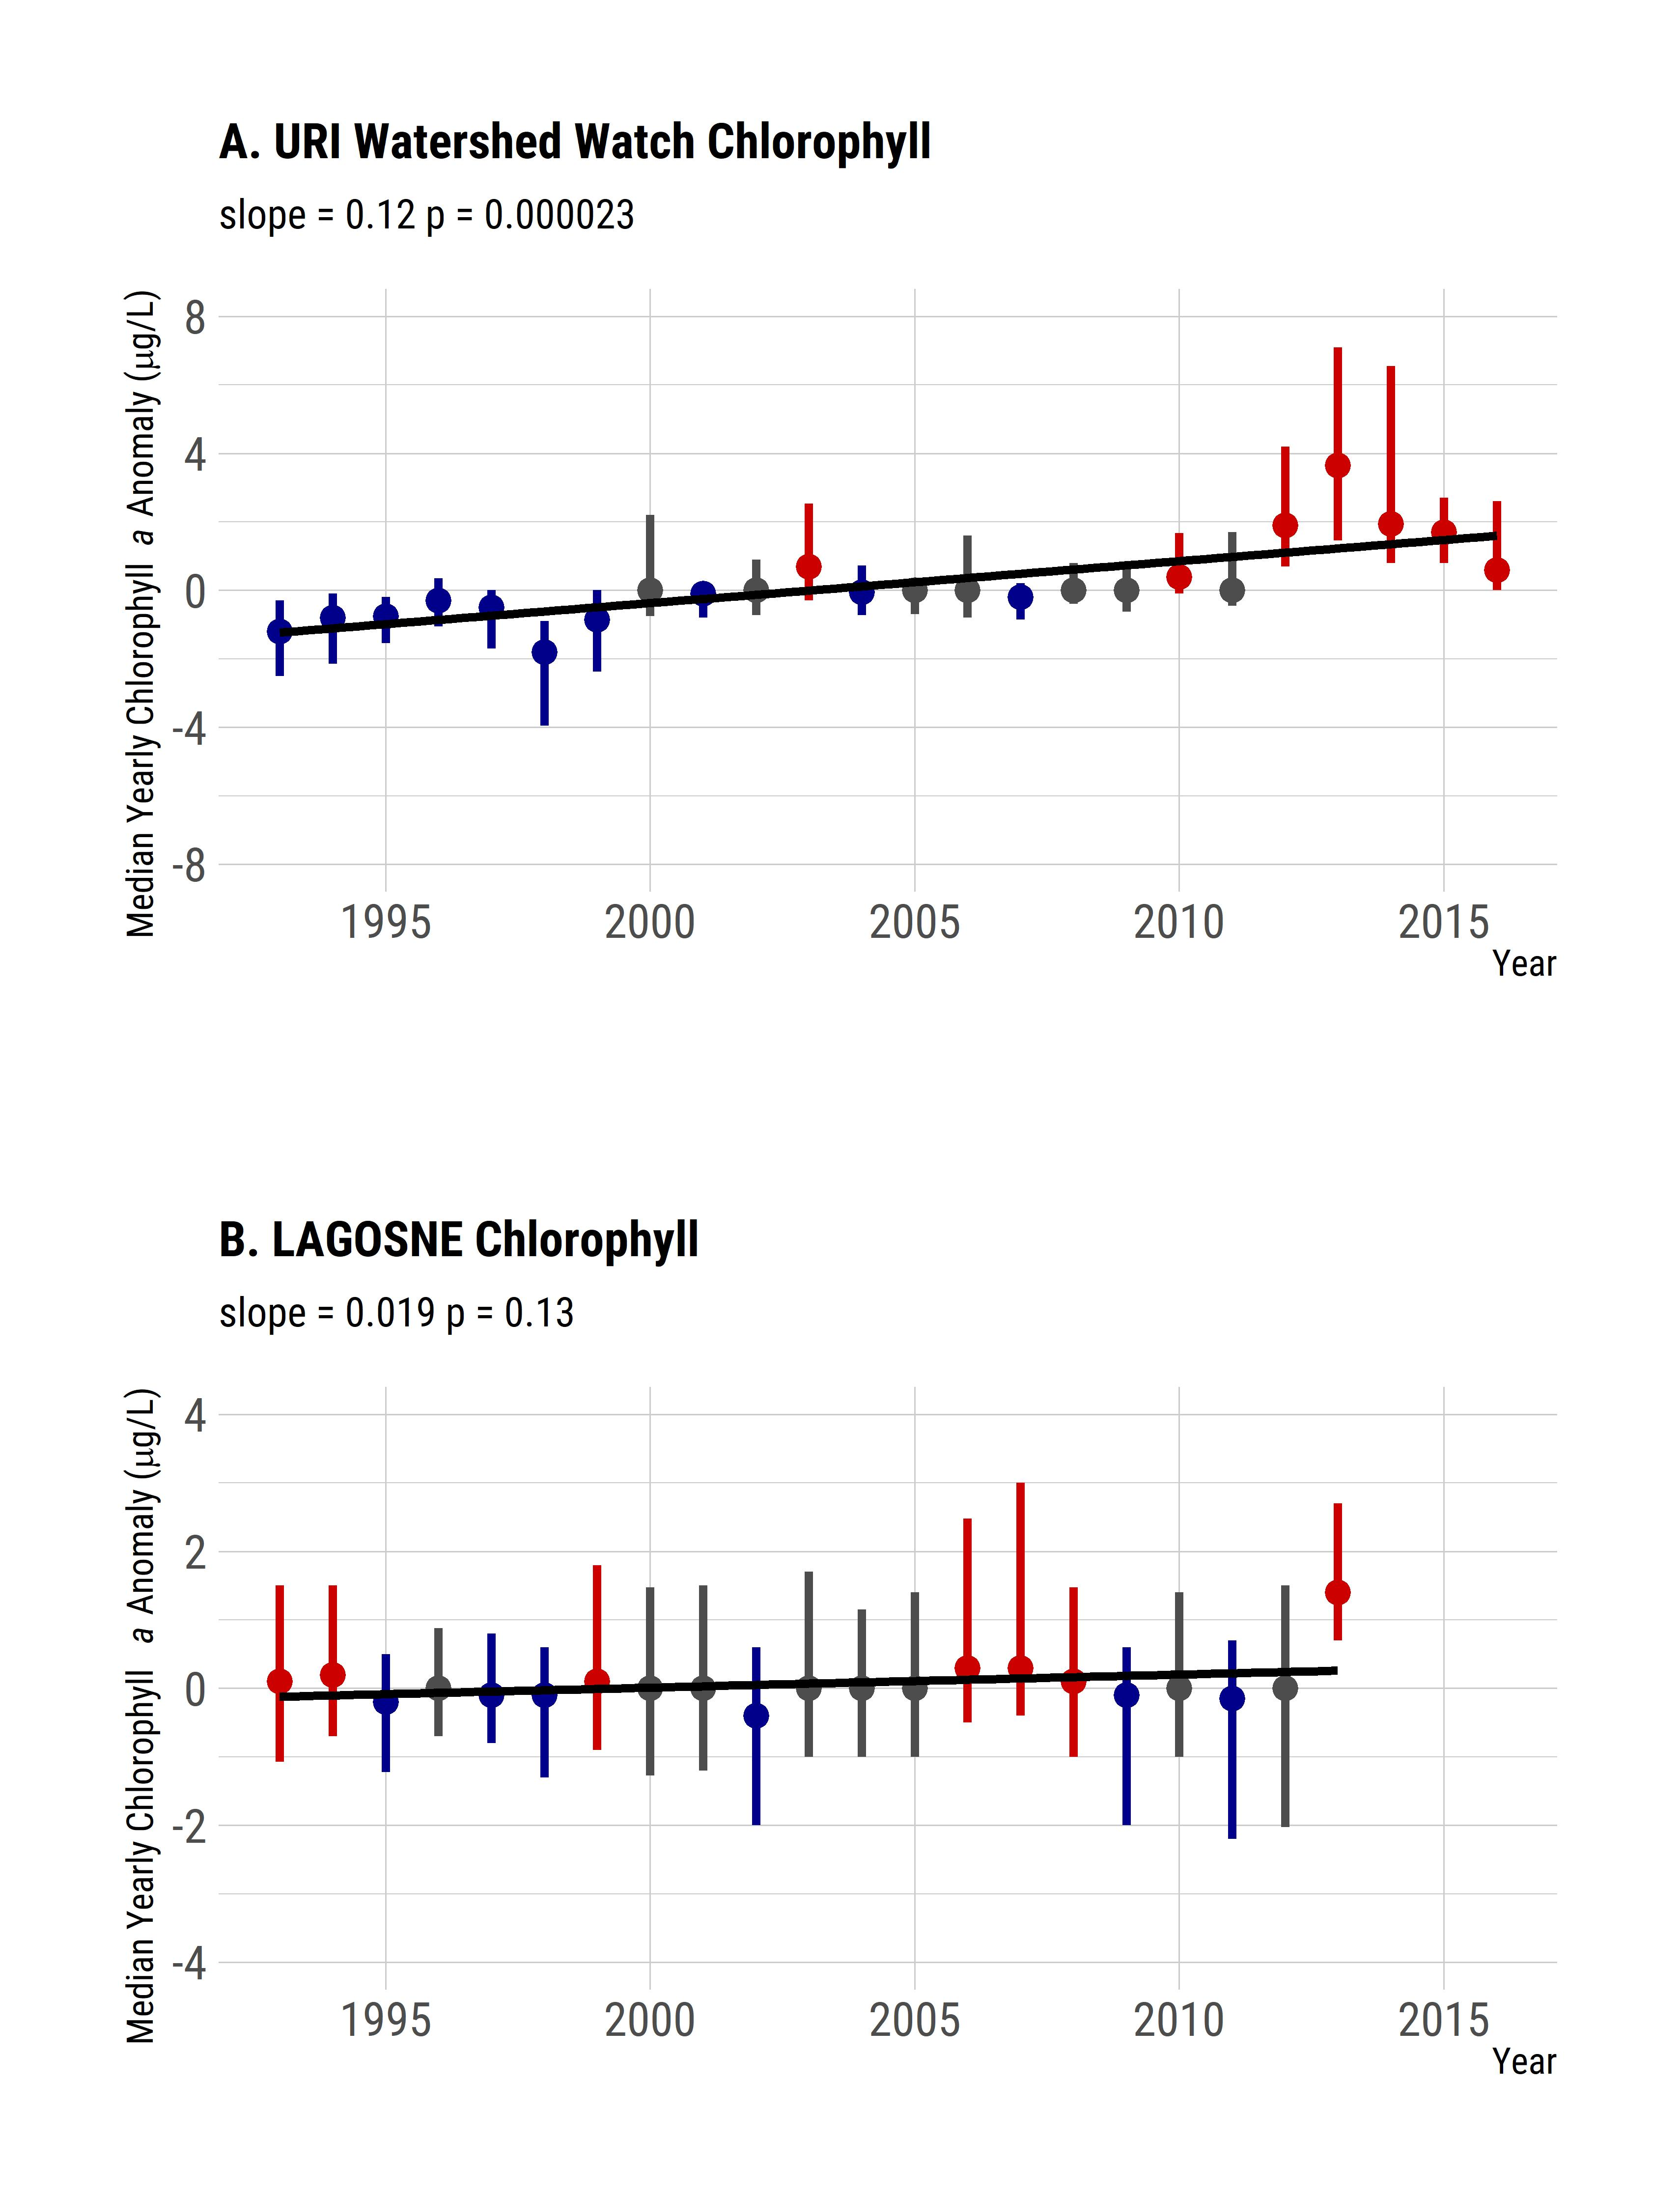 A. URI Watershed Watch Chlorophyll
slope = 0.12 p = 0.000023
Median Yearly Chlorophyll a Anomaly (μg/L)
8
4
0
-4
-8
1995 2000 2005 2010 2015
Year
B. LAGOSNE Chlorophyll
slope = 0.019 p = 0.13
Median Yearly Chlorophyll a Anomaly (μg/L)
4
2
0
-2
-4
1995 2000 2005 2010 2015
Year